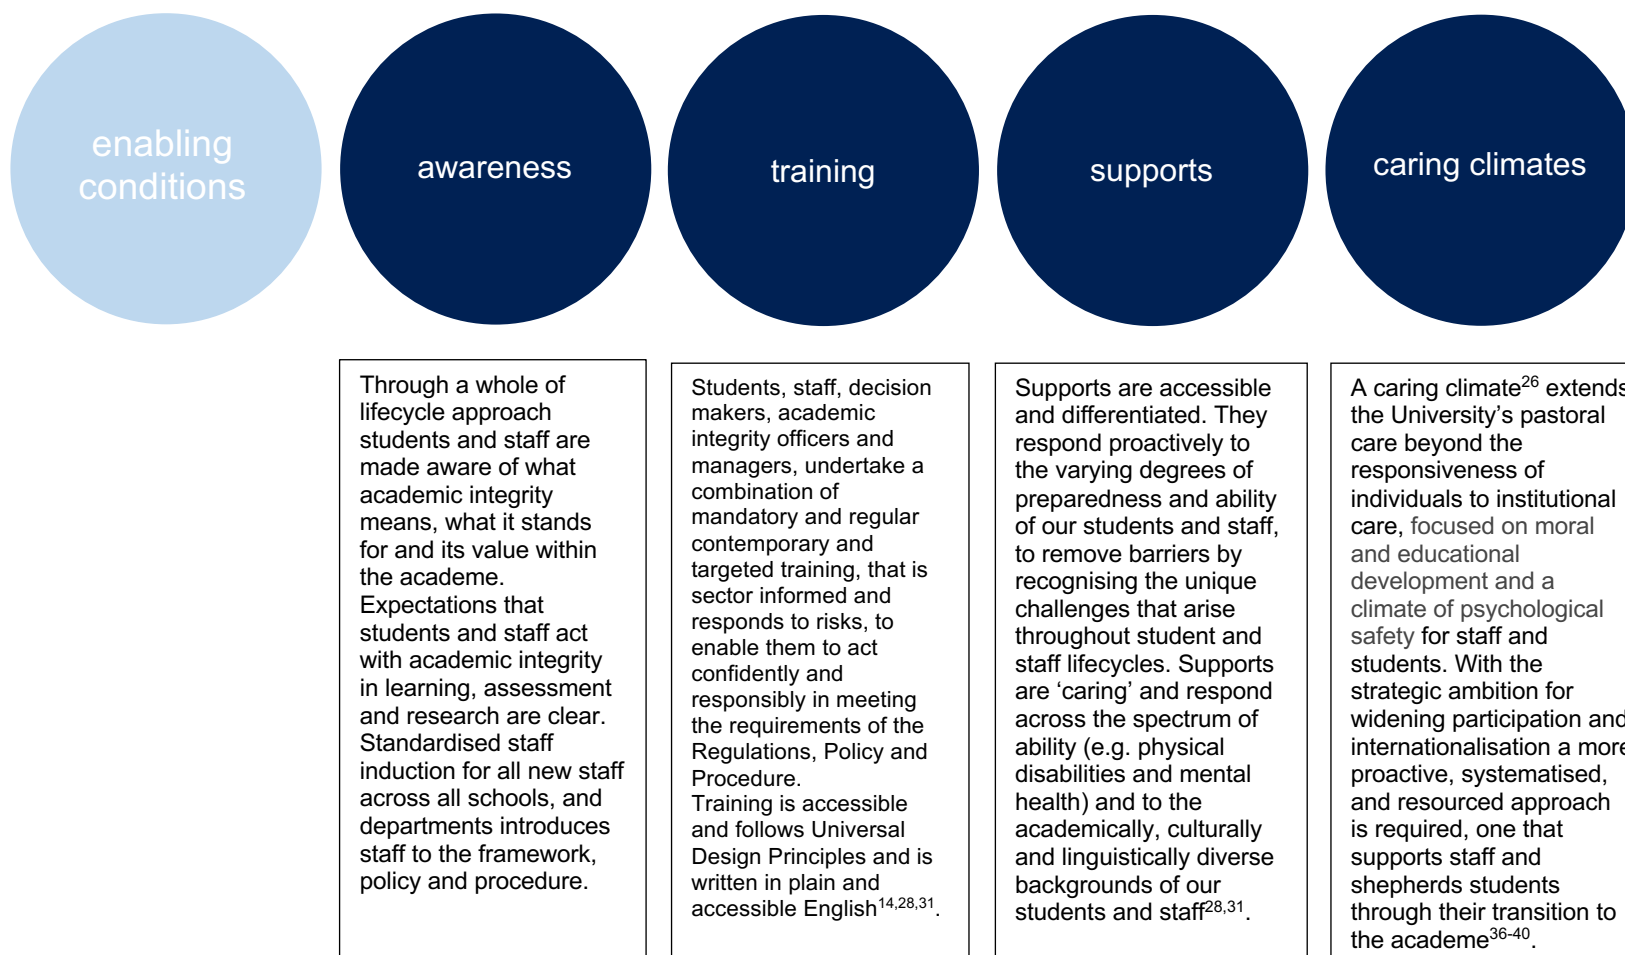 enabling
conditions
awareness
training
supports
caring climates
Through a whole of
lifecycle approach
students and staff are
made aware of what
academic integrity
means, what it stands
for and its value within
the academe.
Expectations that
students and staff act
with academic integrity
in learning, assessment
and research are clear.
Standardised staff
induction for all new staff
across all schools, and
departments introduces
staff to the framework,
policy and procedure.
Students, staff, decision
makers, academic
integrity officers and
managers, undertake a
combination of
mandatory and regular
contemporary and
targeted training, that is
sector informed and
responds to risks, to
enable them to act
confidently and
responsibly in meeting
the requirements of the
Regulations, Policy and
Procedure.
Training is accessible
and follows Universal
Design Principles and is
written in plain and
accessible English14,28,31.
Supports are accessible
and differentiated. They
respond proactively to
the varying degrees of
preparedness and ability
of our students and staff,
to remove barriers by
recognising the unique
challenges that arise
throughout student and
staff lifecycles. Supports
are ‘caring’ and respond
across the spectrum of
ability (e.g. physical
disabilities and mental
health) and to the
academically, culturally
and linguistically diverse
backgrounds of our
students and staff28,31.
A caring climate26 extends
the University’s pastoral
care beyond the
responsiveness of
individuals to institutional
care, focused on moral
and educational
development and a
climate of psychological
safety for staff and
students. With the
strategic ambition for
widening participation and
internationalisation a more
proactive, systematised,
and resourced approach
is required, one that
supports staff and
shepherds students
through their transition to
the academe36-40.